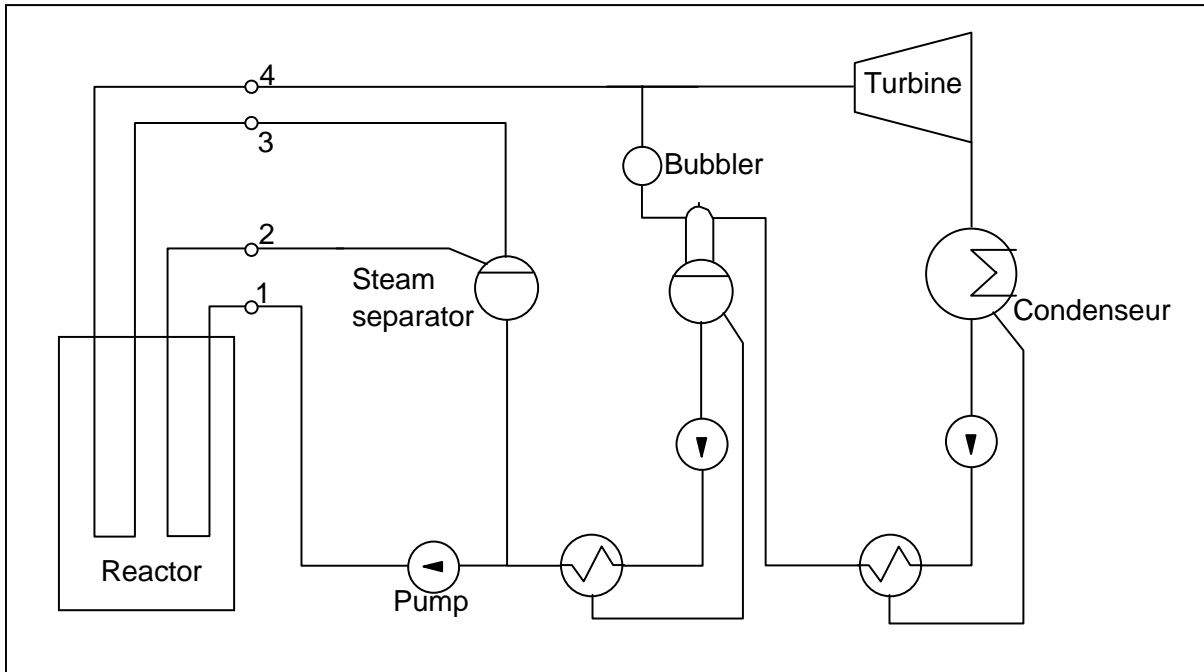 4
Turbine
3
Bubbler
2
Steam
separator
1
Condenseur
Reactor
Pump